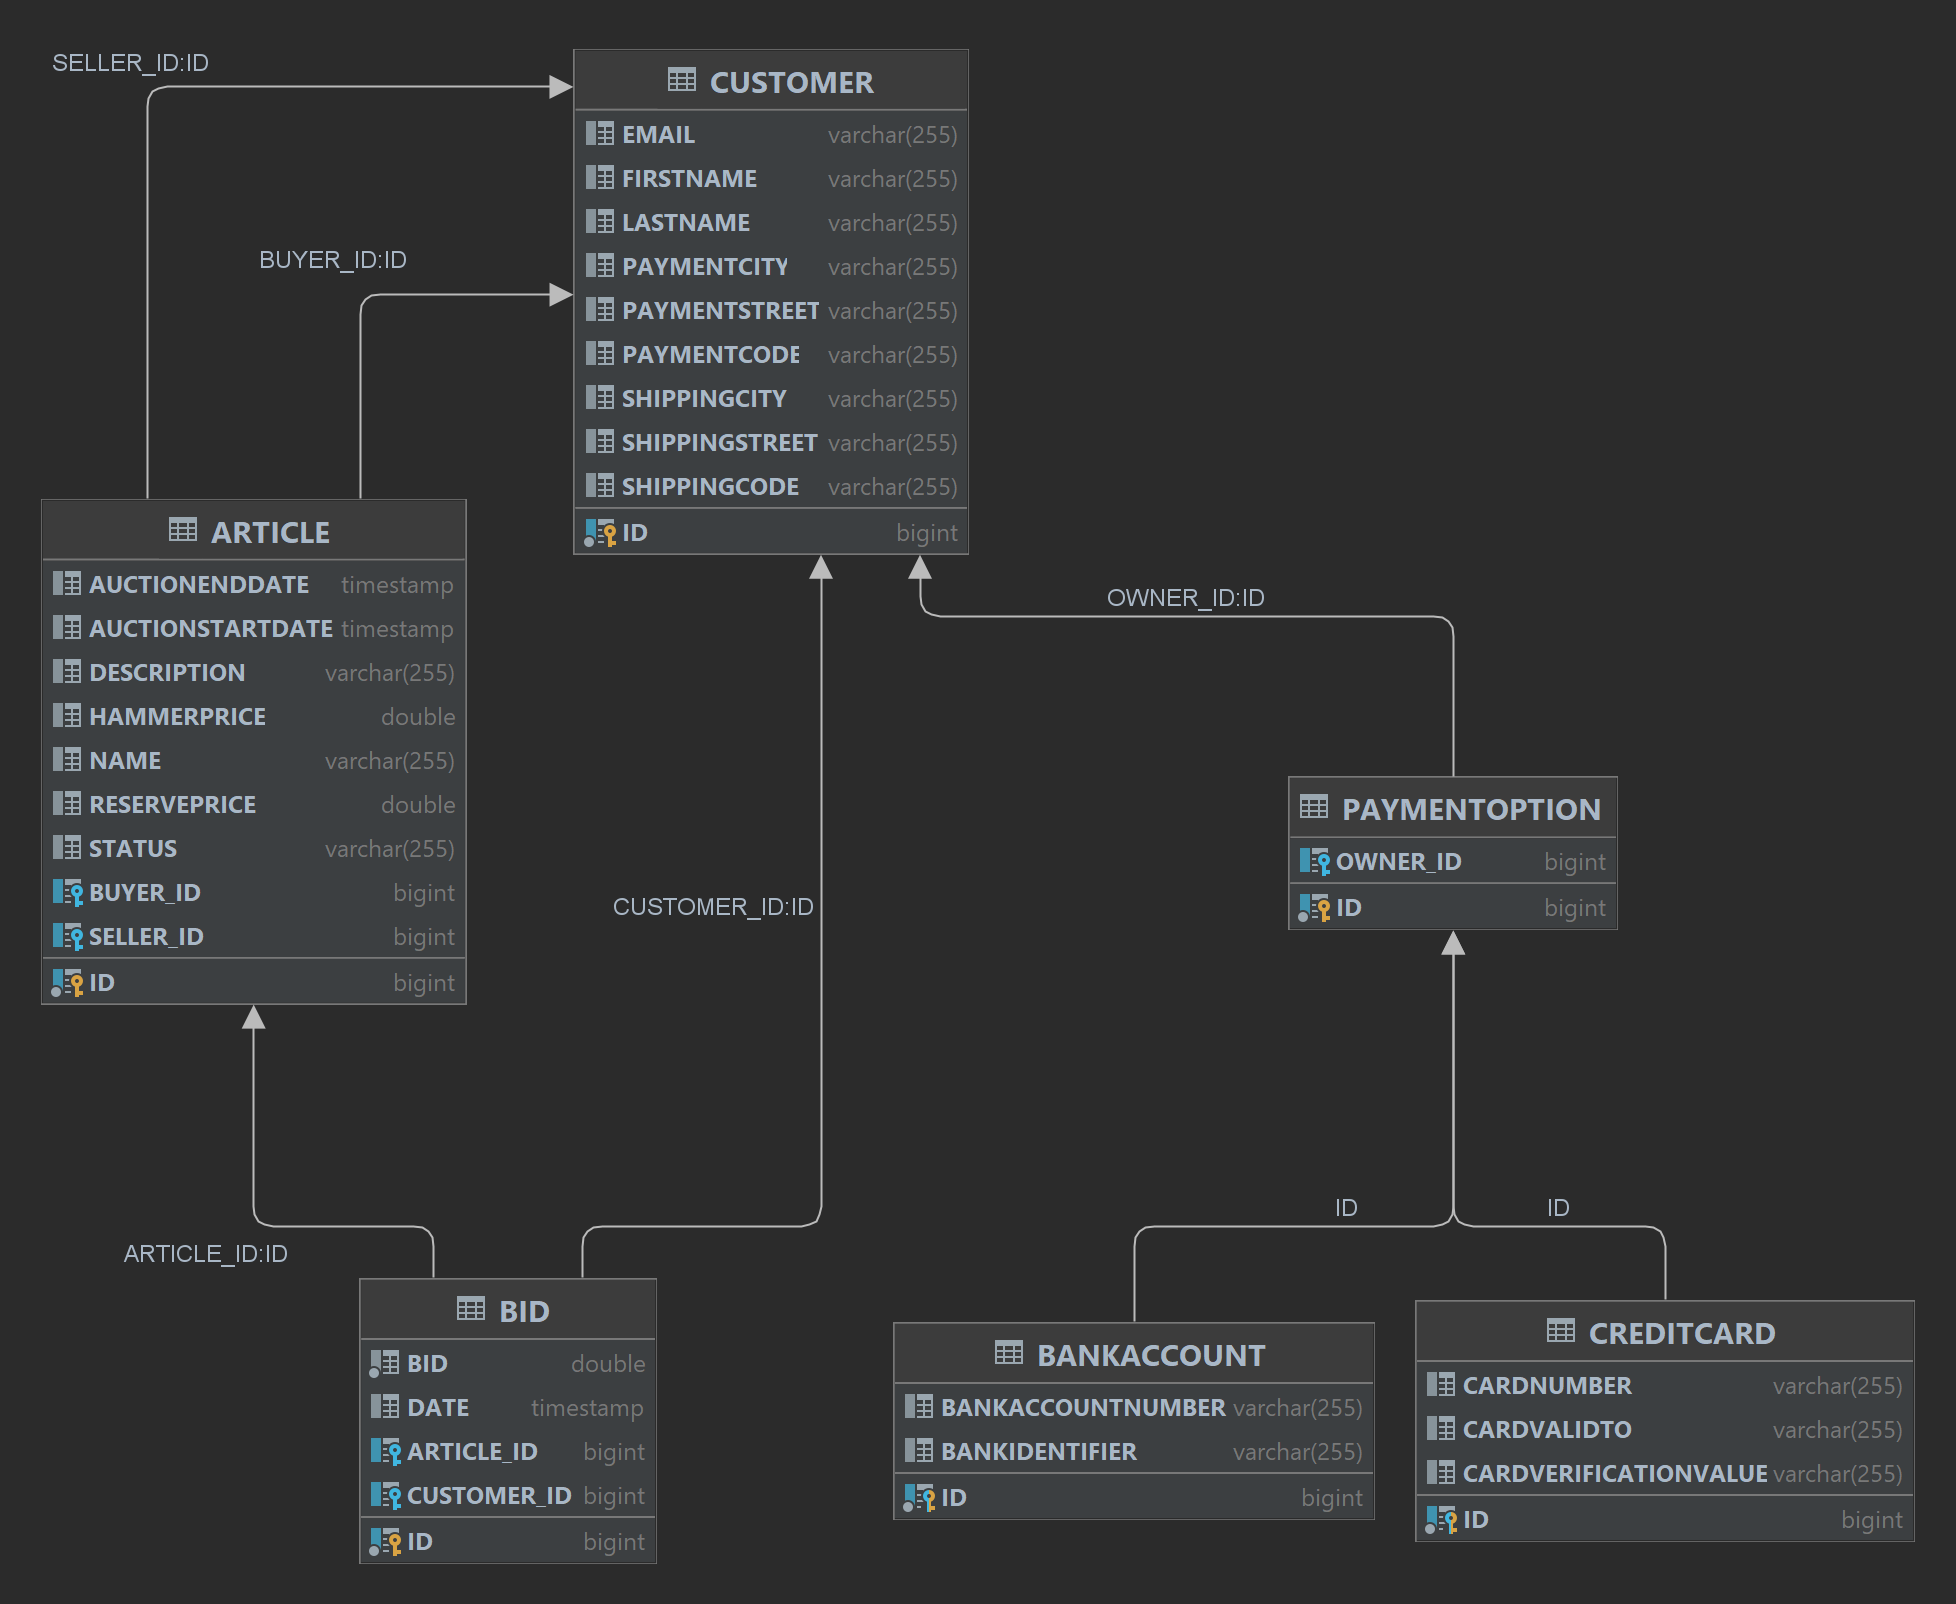 SELLER_ID:ID
CUSTOMER
EMAIL varchar(255)
FIRSTNAME varchar(255)
LASTNAME varchar(255)
PAYMENTCITY varchar(255)
PAYMENTSTREET varchar(255)
PAYMENTCODE varchar(255)
SHIPPINGCITY varchar(255)
SHIPPINGSTREET varchar(255)
SHIPPINGCODE varchar(255)
ID bigint
BUYER_ID:ID
ARTICLE
AUCTIONENDDATE timestamp
AUCTIONSTARTDATE timestamp
DESCRIPTION varchar(255)
HAMMERPRICE double
NAME varchar(255)
RESERVEPRICE double
STATUS varchar(255)
BUYER_ID bigint
SELLER_ID bigint
ID bigint
OWNER_ID:ID
PAYMENTOPTION
OWNER_ID bigint
ID bigint
CUSTOMER_ID:ID
ARTICLE_ID:ID
ID
ID
BID
BID double
DATE timestamp
ARTICLE_ID bigint
CUSTOMER_ID bigint
ID bigint
BANKACCOUNT
BANKACCOUNTNUMBER varchar(255)
BANKIDENTIFIER varchar(255)
ID bigint
CREDITCARD
CARDNUMBER varchar(255)
CARDVALIDTO varchar(255)
CARDVERIFICATIONVALUE varchar(255)
ID bigint